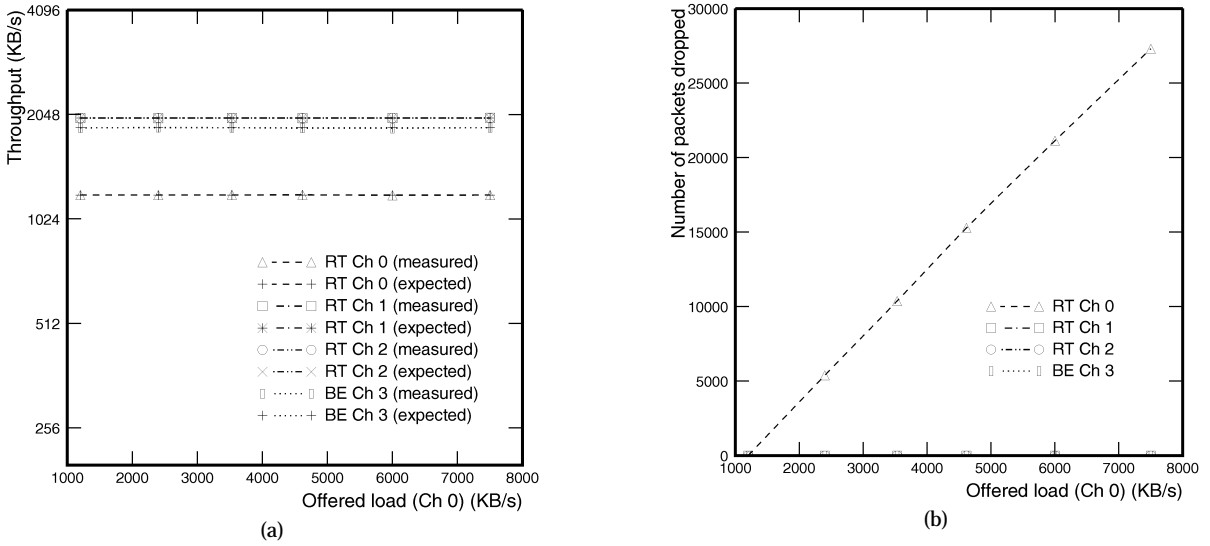 Throughput (KB/s)
4096
2048
1024
512
256
RT Ch 0 (measured)
RT Ch 0 (expected)
RT Ch 1 (measured)
RT Ch 1 (expected)
RT Ch 2 (measured)
RT Ch 2 (expected)
BE Ch 3 (measured)
BE Ch 3 (expected)
1000 2000 3000 4000 5000 6000 7000 8000
Offered load (Ch 0) (KB/s)
(a)
Number of packets dropped
30000
25000
20000
15000
10000
5000
0
RT Ch 0
RT Ch 1
RT Ch 2
BE Ch 3
1000 2000 3000 4000 5000 6000 7000 8000
Offered load (Ch 0) (KB/s)
(b)